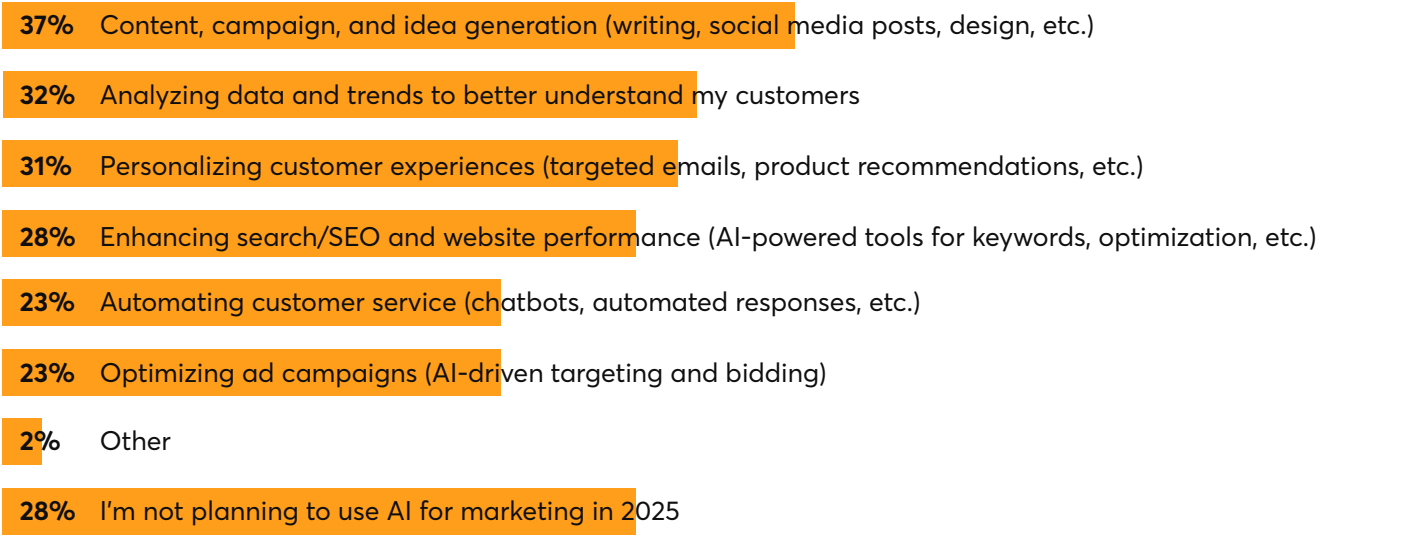 37% Content, campaign, and idea generation (writing, social media posts, design, etc.)
32% Analyzing data and trends to better understand my customers
31% Personalizing customer experiences (targeted emails, product recommendations, etc.)
28% Enhancing search/SEO and website performance (AI-powered tools for keywords, optimization, etc.)
23% Automating customer service (chatbots, automated responses, etc.)
23% Optimizing ad campaigns (AI-driven targeting and bidding)
2% Other
28% I'm not planning to use AI for marketing in 2025